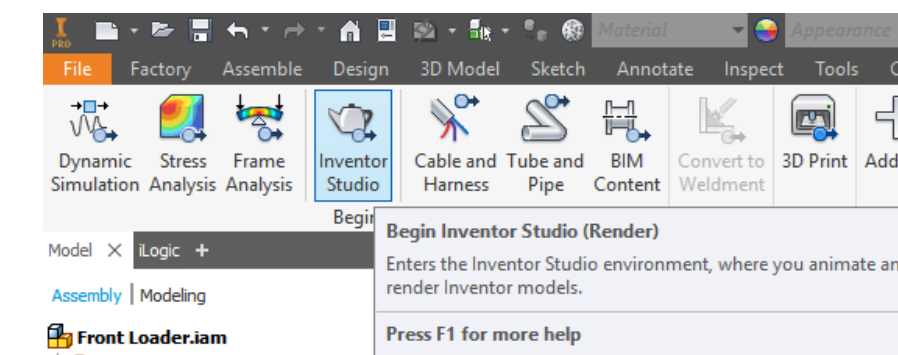 I
PRO
Material
Appearance
File Factory Assemble Design 3D Model Sketch Annotate Inspect Tools
Dynamic Simulation
Stress Analysis
Frame Analysis
Inventor Studio
Cable and Harness
Tube and Pipe
BIM Content
Convert to Weldment
3D Print
Add
Begin
Model iLogic +
Begin Inventor Studio (Render)
Enters the Inventor Studio environment, where you animate an
render Inventor models.
Assembly | Modeling
Press F1 for more help
Front Loader.iam